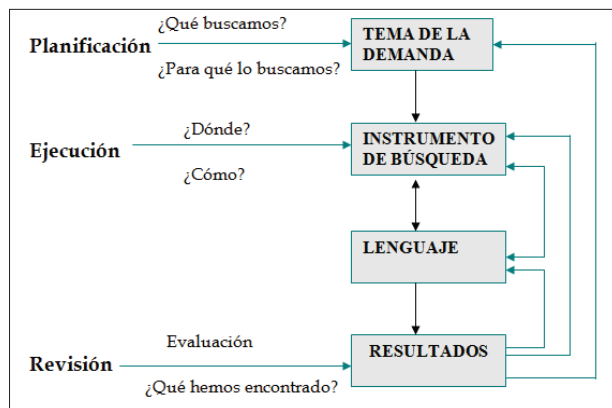 ¿Qué buscamos?
Planificación
¿Para qué lo buscamos?
TEMA DE LA
DEMANDA
¿Dónde?
Ejecución
¿Cómo?
INSTRUMENTO
DE BÚSQUEDA
LENGUAJE
Evaluación
Revisión
¿Qué hemos encontrado?
RESULTADOS